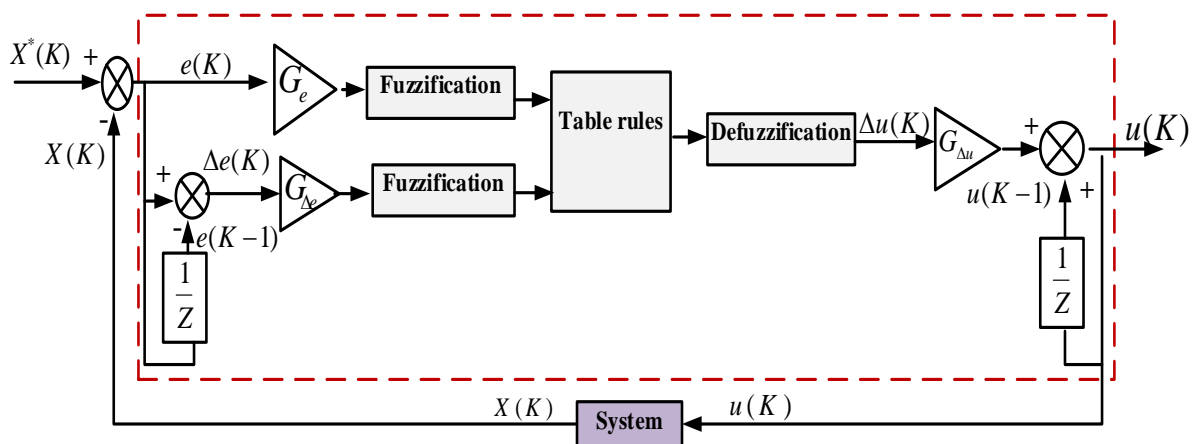 X*(K)
+
-
X(K)
e(K)
G_e
Fuzzification
Table rules
Defuzzification
Δu(K)
G_Δu
+
u(K)
u(K−1)
+
+
-
Δe(K)
G_Δe
Fuzzification
e(K−1)
1/Z
1/Z
X(K)
System
u(K)